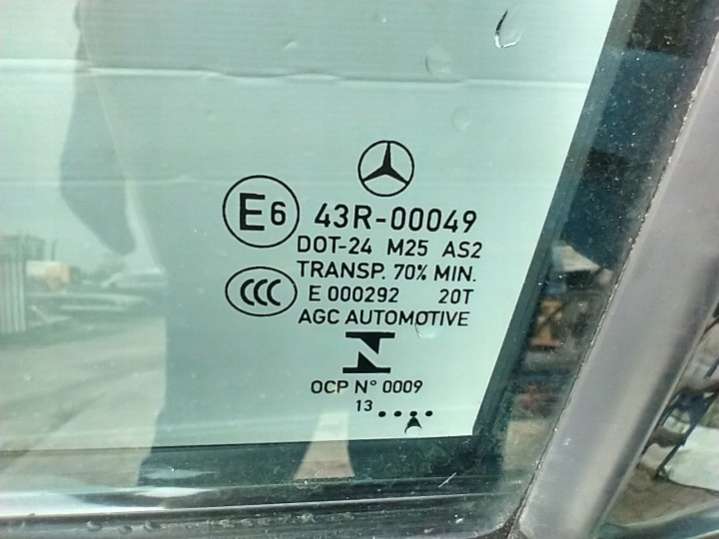 E6 43R-00049
DOT-24 M25 AS2
TRANSP. 70% MIN.
CCC E 000292 20T
AGC AUTOMOTIVE
N
OCP N° 0009
13 ....